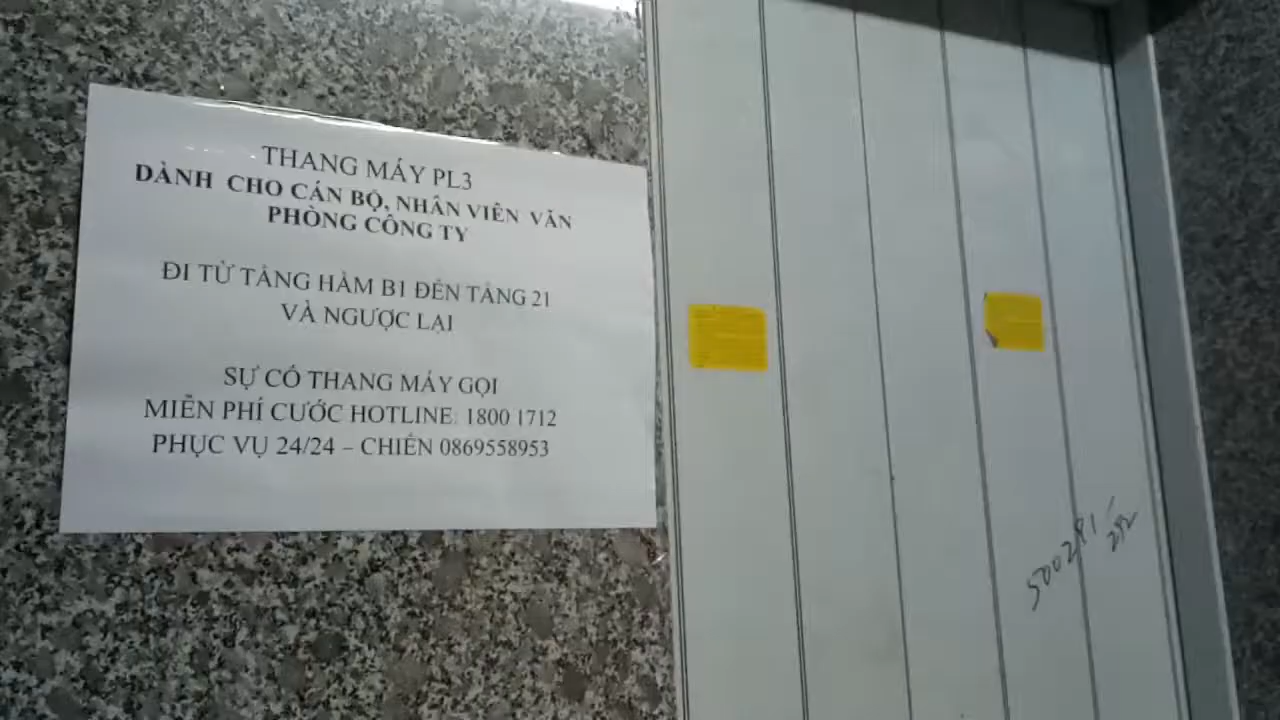 THANG MÁY PL3
DÀNH CHO CÁN BỘ, NHÂN VIÊN VĂN
PHÒNG CÔNG TY
ĐI TỪ TẦNG HẦM B1 ĐẾN TẦNG 21
VÀ NGƯỢC LẠI
SỰ CỐ THANG MÁY GỌI
MIỄN PHÍ CƯỚC HOTLINE: 1800 1712
PHỤC VỤ 24/24 – CHIẾN 0869558953
500281-
282